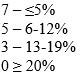 7 – ≤5%
5 – 6-12%
3 – 13-19%
0 ≥ 20%